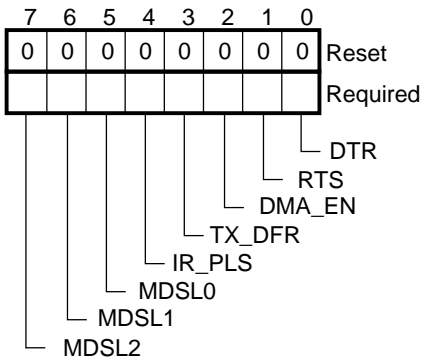 7 6 5 4 3 2 1 0
0 0 0 0 0 0 0 0 Reset
Required
DTR
RTS
DMA_EN
TX_DFR
IR_PLS
MDSL0
MDSL1
MDSL2